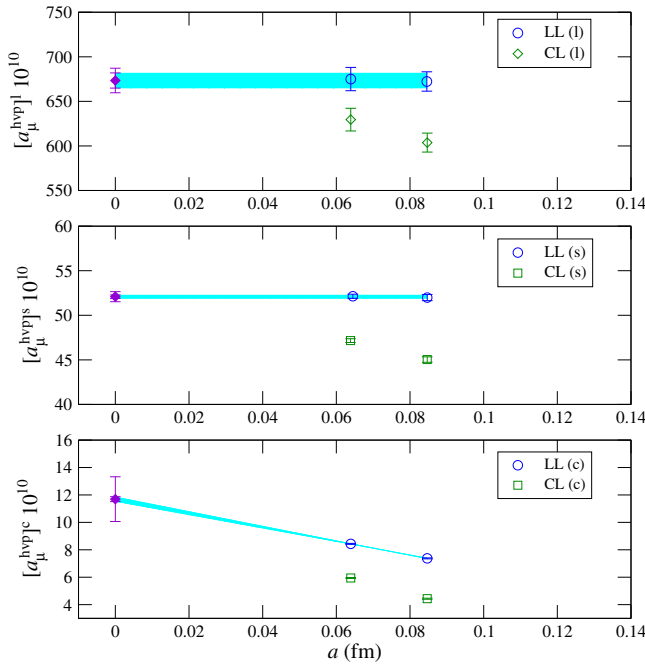 750
700
650
600
550
[a_μ^hvp]^l 10^10
LL (l)
CL (l)
0 0.02 0.04 0.06 0.08 0.1 0.12 0.14
60
55
50
45
40
[a_μ^hvp]^s 10^10
LL (s)
CL (s)
0 0.02 0.04 0.06 0.08 0.1 0.12 0.14
16
14
12
10
8
6
4
[a_μ^hvp]^c 10^10
LL (c)
CL (c)
0 0.02 0.04 0.06 0.08 0.1 0.12 0.14
a (fm)